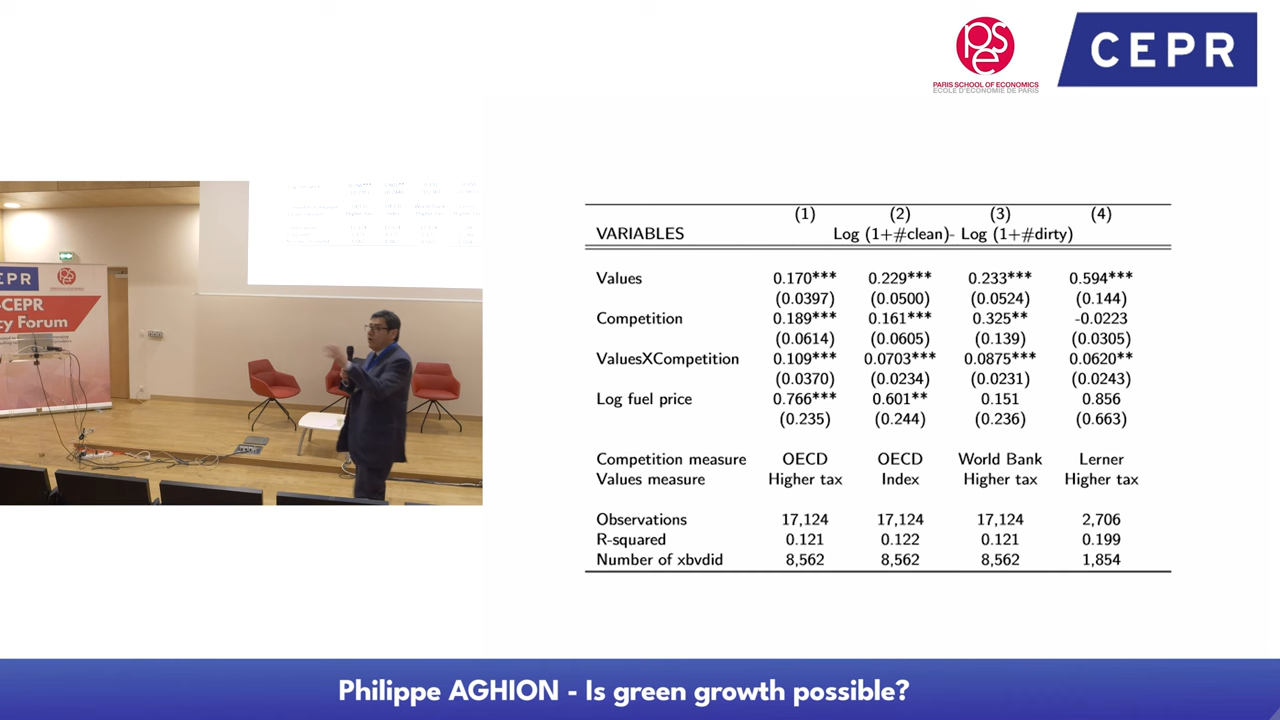 pse
PARIS SCHOOL OF ECONOMICS
ECOLE D'ECONOMIE DE PARIS
CEPR
EPR
-CEPR
cy Forum
(1) (2) (3) (4)
VARIABLES Log (1+#clean)- Log (1+#dirty)
Values 0.170*** 0.229*** 0.233*** 0.594***
(0.0397) (0.0500) (0.0524) (0.144)
Competition 0.189*** 0.161*** 0.325** -0.0223
(0.0614) (0.0605) (0.139) (0.0305)
ValuesXCompetition 0.109*** 0.0703*** 0.0875*** 0.0620**
(0.0370) (0.0234) (0.0231) (0.0243)
Log fuel price 0.766*** 0.601** 0.151 0.856
(0.235) (0.244) (0.236) (0.663)
Competition measure OECD OECD World Bank Lerner
Values measure Higher tax Index Higher tax Higher tax
Observations 17,124 17,124 17,124 2,706
R-squared 0.121 0.122 0.121 0.199
Number of xbvdid 8,562 8,562 8,562 1,854
Philippe AGHION - Is green growth possible?